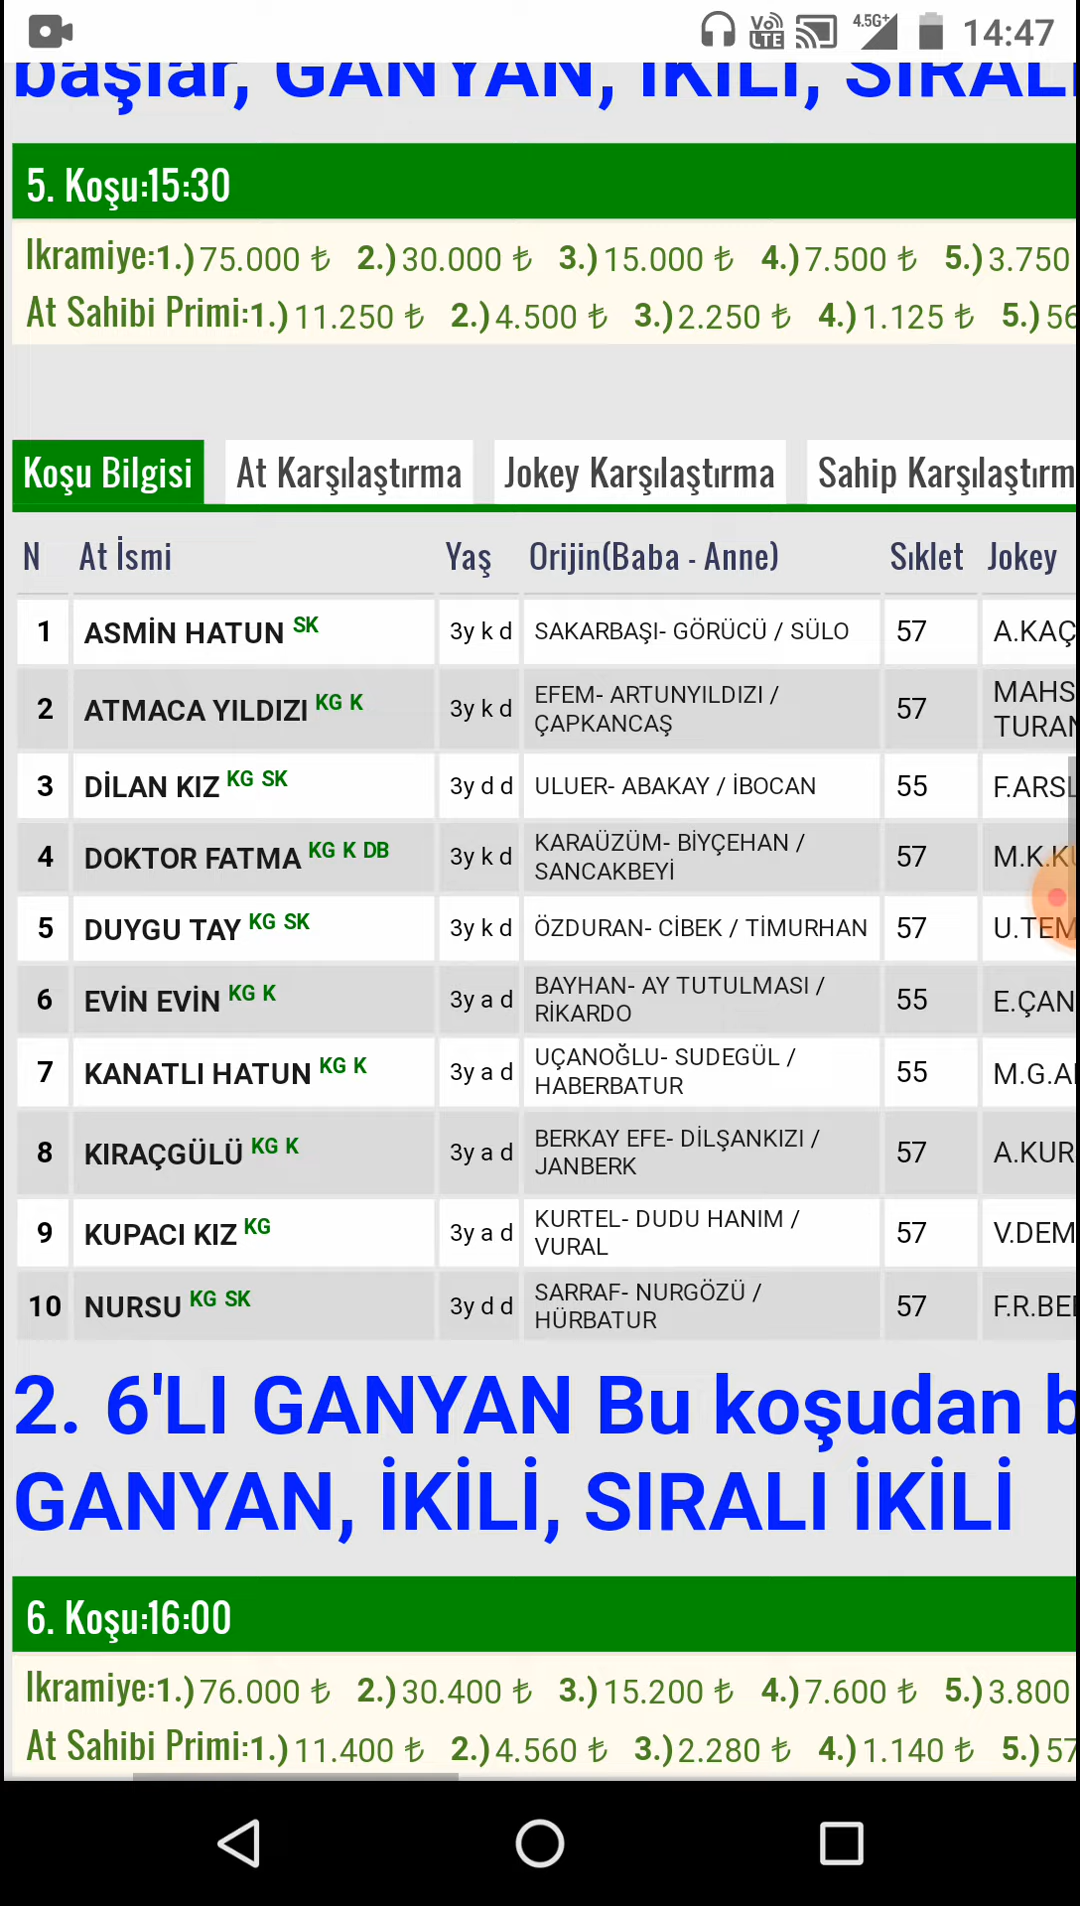 VoLTE 4.5G+ 14:47
başlar, GANYAN, İKİLİ, SIRALI
5. Koşu:15:30
Ikramiye:1.) 75.000 ₺ 2.) 30.000 ₺ 3.) 15.000 ₺ 4.) 7.500 ₺ 5.) 3.750
At Sahibi Primi:1.) 11.250 ₺ 2.) 4.500 ₺ 3.) 2.250 ₺ 4.) 1.125 ₺ 5.) 56
Koşu Bilgisi At Karşılaştırma Jokey Karşılaştırma Sahip Karşılaştırm
N At İsmi Yaş Orijin(Baba - Anne) Sıklet Jokey
1 ASMİN HATUN SK 3y k d SAKARBAŞI- GÖRÜCÜ / SÜLO 57 A.KAÇ
2 ATMACA YILDIZI KG K 3y k d EFEM- ARTUNYILDIZI / ÇAPKANCAŞ 57 MAHS TURAN
3 DİLAN KIZ KG SK 3y d d ULUER- ABAKAY / İBOCAN 55 F.ARSL
4 DOKTOR FATMA KG K DB 3y k d KARAÜZÜM- BİYÇEHAN / SANCAKBEYİ 57 M.K.KU
5 DUYGU TAY KG SK 3y k d ÖZDURAN- CİBEK / TİMURHAN 57 U.TEM
6 EVİN EVİN KG K 3y a d BAYHAN- AY TUTULMASI / RİKARDO 55 E.ÇAN
7 KANATLI HATUN KG K 3y a d UÇANOĞLU- SUDEGÜL / HABERBATUR 55 M.G.A
8 KIRAÇGÜLÜ KG K 3y a d BERKAY EFE- DİLŞANKIZI / JANBERK 57 A.KUR
9 KUPACI KIZ KG 3y a d KURTEL- DUDU HANIM / VURAL 57 V.DEM
10 NURSU KG SK 3y d d SARRAF- NURGÖZÜ / HÜRBATUR 57 F.R.BE
2. 6'LI GANYAN Bu koşudan b
GANYAN, İKİLİ, SIRALI İKİLİ
6. Koşu:16:00
Ikramiye:1.) 76.000 ₺ 2.) 30.400 ₺ 3.) 15.200 ₺ 4.) 7.600 ₺ 5.) 3.800
At Sahibi Primi:1.) 11.400 ₺ 2.) 4.560 ₺ 3.) 2.280 ₺ 4.) 1.140 ₺ 5.) 57